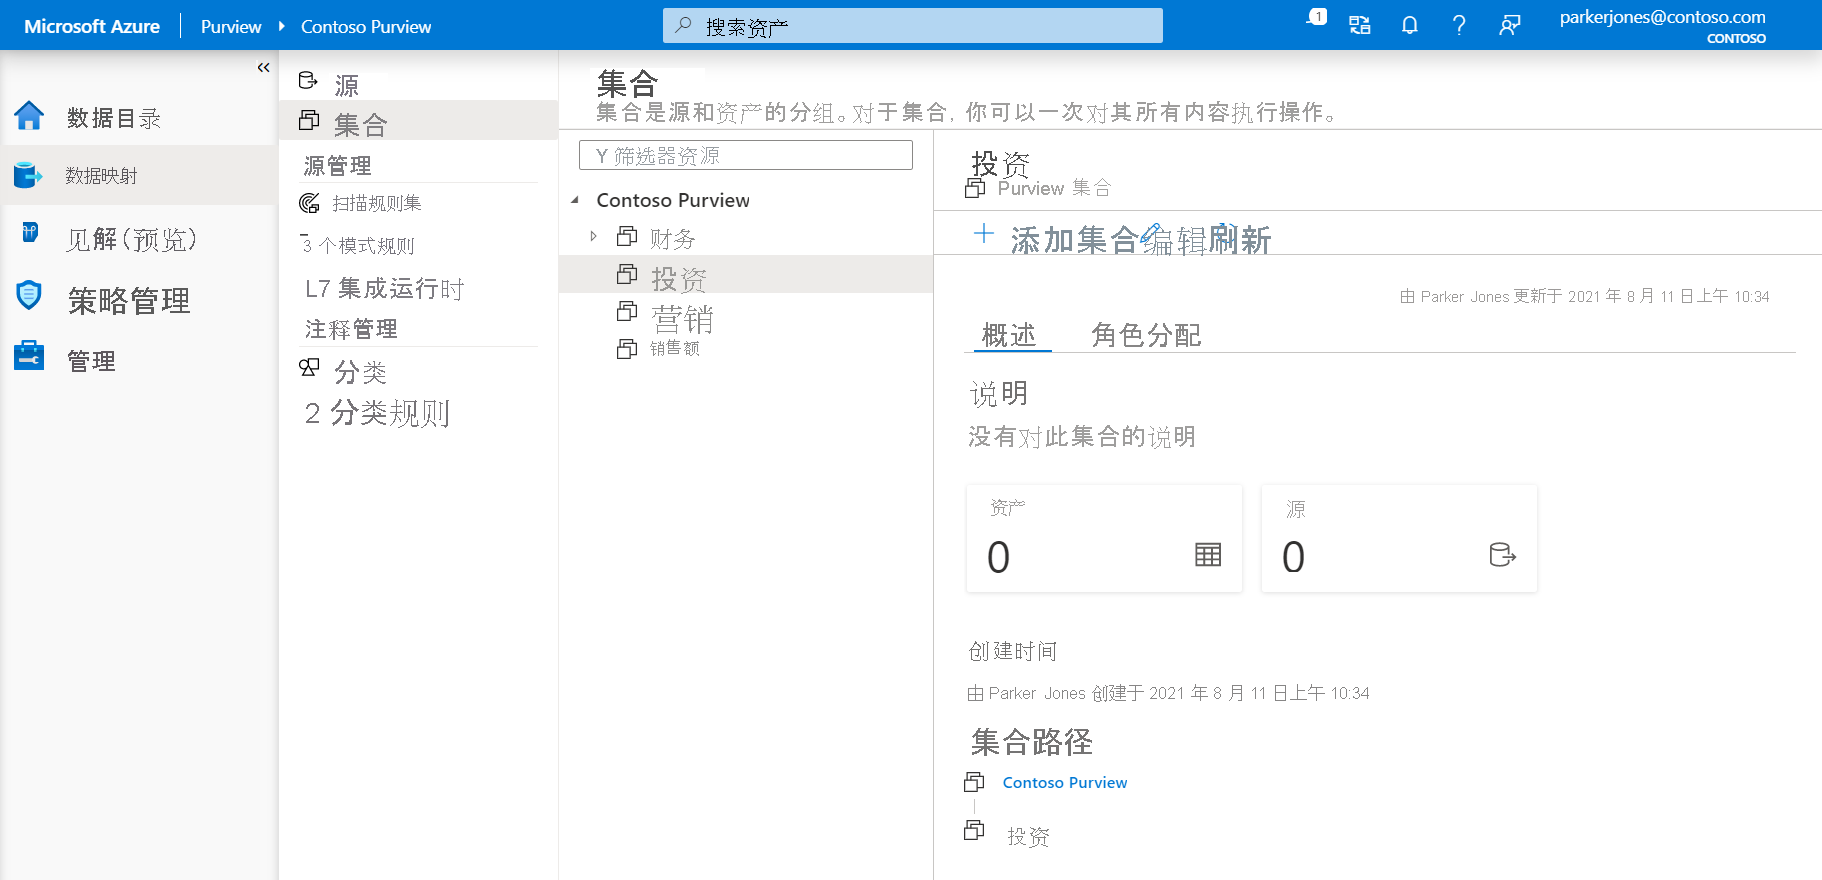 Microsoft Azure Purview Contoso Purview
搜索资产
1
parkerjones@contoso.com
CONTOSO
数据目录
数据映射
见解(预览)
策略管理
管理
源
集合
源管理
扫描规则集
3 个模式规则
L7 集成运行时
注释管理
分类
2 分类规则
集合
集合是源和资产的分组。对于集合, 你可以一次对其所有内容执行操作。
Y 筛选器资源
Contoso Purview
财务
投资
营销
销售额
投资
Purview 集合
添加集合编辑刷新
由 Parker Jones 更新于 2021 年 8 月 11 日上午 10:34
概述 角色分配
说明
没有对此集合的说明
资产
0
源
0
创建时间
由 Parker Jones 创建于 2021 年 8 月 11 日上午 10:34
集合路径
Contoso Purview
投资